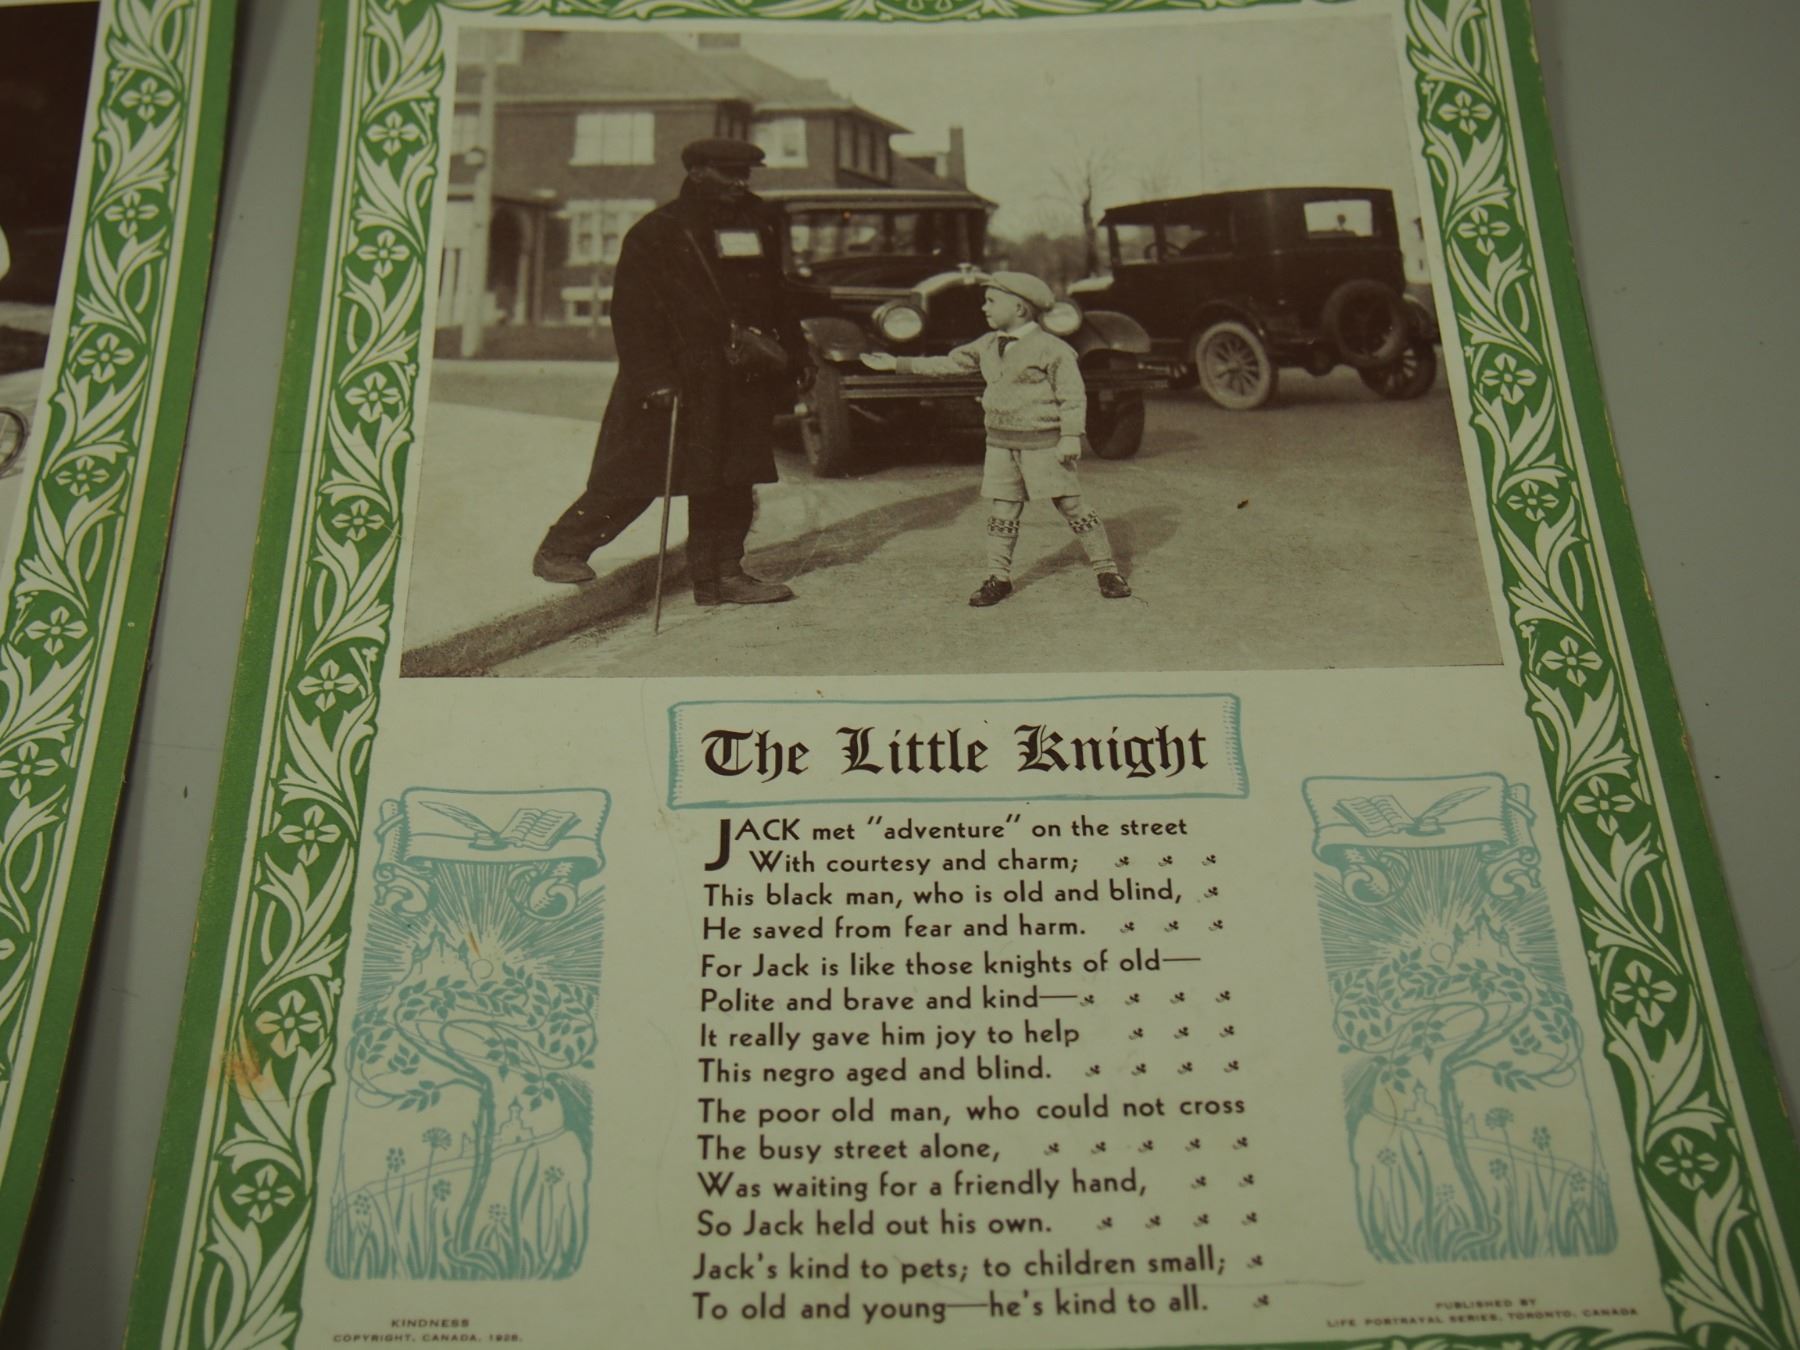 The Little Knight
JACK met "adventure" on the street
With courtesy and charm;
This black man, who is old and blind,
He saved from fear and harm.
For Jack is like those knights of old—
Polite and brave and kind—
It really gave him joy to help
This negro aged and blind.
The poor old man, who could not cross
The busy street alone,
Was waiting for a friendly hand,
So Jack held out his own.
Jack's kind to pets; to children small;
To old and young—he's kind to all.
KINDNESS
COPYRIGHT, CANADA, 1928.
PUBLISHED BY
LIFE PORTRAYAL SERIES, TORONTO, CANADA